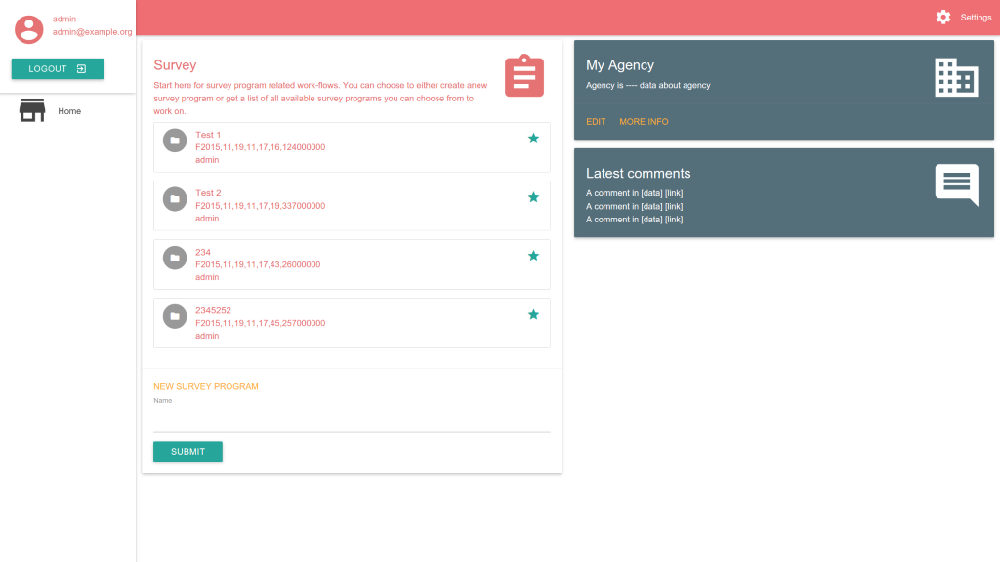 admin
admin@example.org
LOGOUT
Home
Settings
Survey
Start here for survey program related work-flows. You can choose to either create anew
survey program or get a list of all available survey programs you can choose from to
work on.
Test 1
F2015,11,19,11,17,16,124000000
admin
Test 2
F2015,11,19,11,17,19,337000000
admin
234
F2015,11,19,11,17,43,26000000
admin
2345252
F2015,11,19,11,17,45,257000000
admin
NEW SURVEY PROGRAM
Name
SUBMIT
My Agency
Agency is ---- data about agency
EDIT MORE INFO
Latest comments
A comment in [data] [link]
A comment in [data] [link]
A comment in [data] [link]